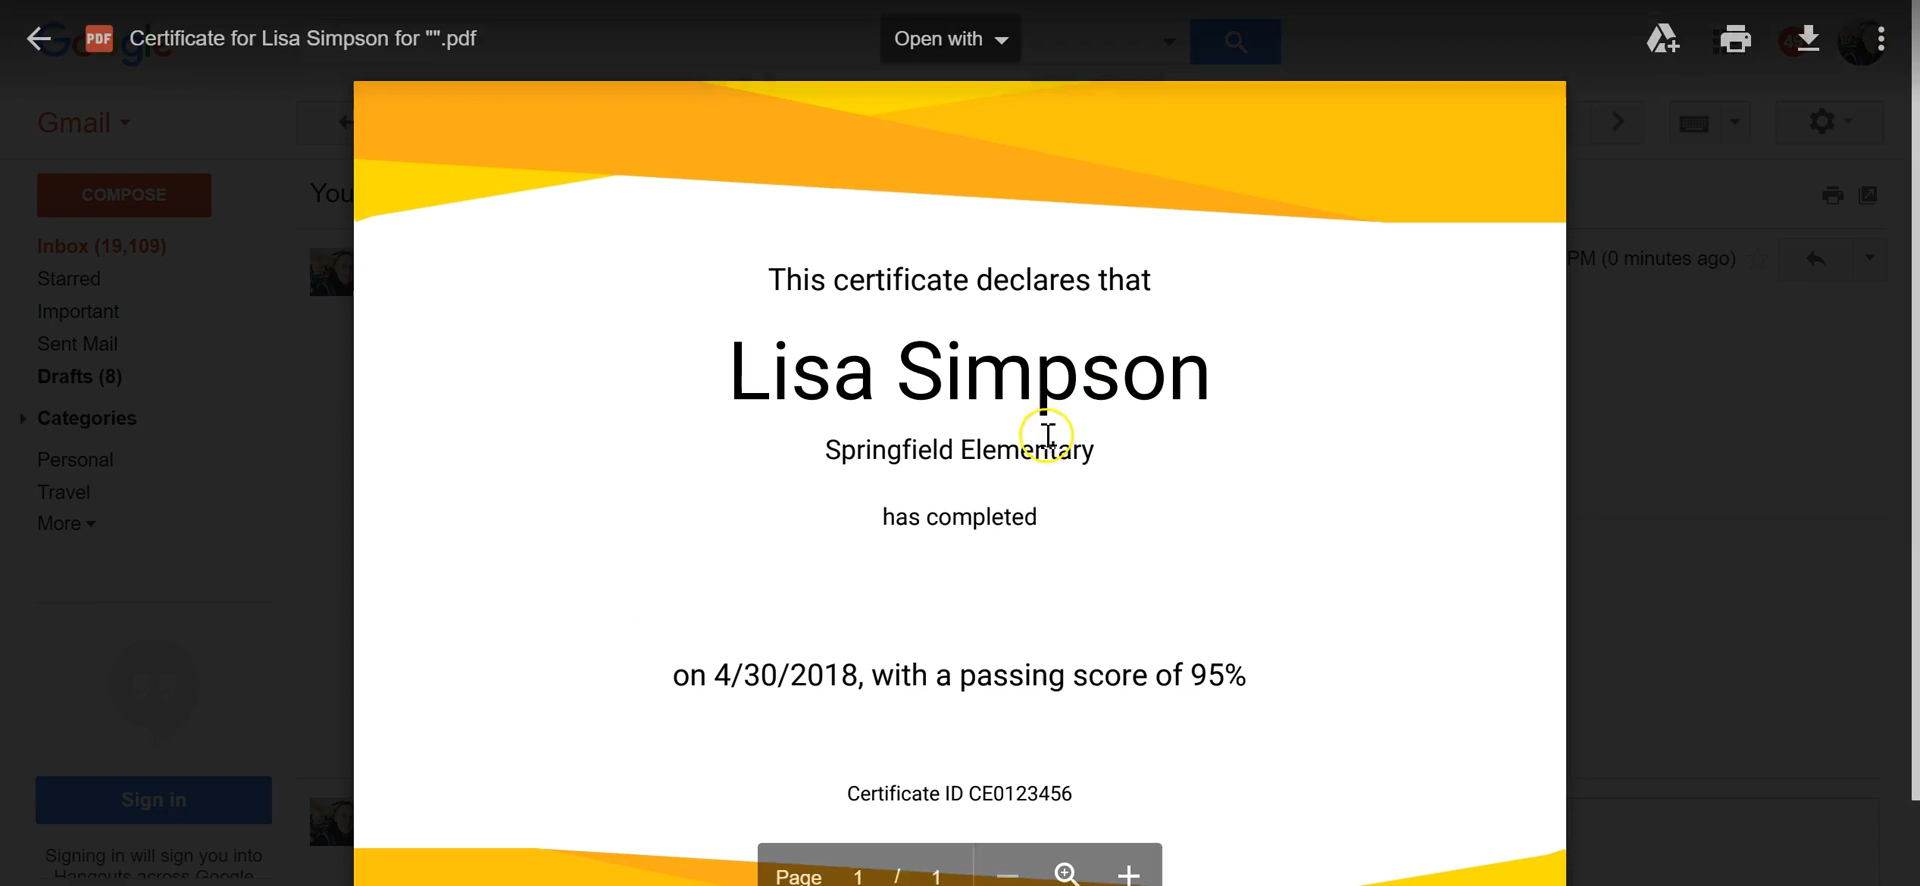 Certificate for Lisa Simpson for "".pdf
Open with
Gmail
COMPOSE
You
Inbox (19,109)
PM (0 minutes ago)
Starred
Important
Sent Mail
Drafts (8)
Categories
Personal
Travel
More
Sign in
Signing in will sign you into
Hangouts across Google
This certificate declares that
Lisa Simpson
Springfield Elementary
has completed
on 4/30/2018, with a passing score of 95%
Certificate ID CE0123456
Page 1 / 1